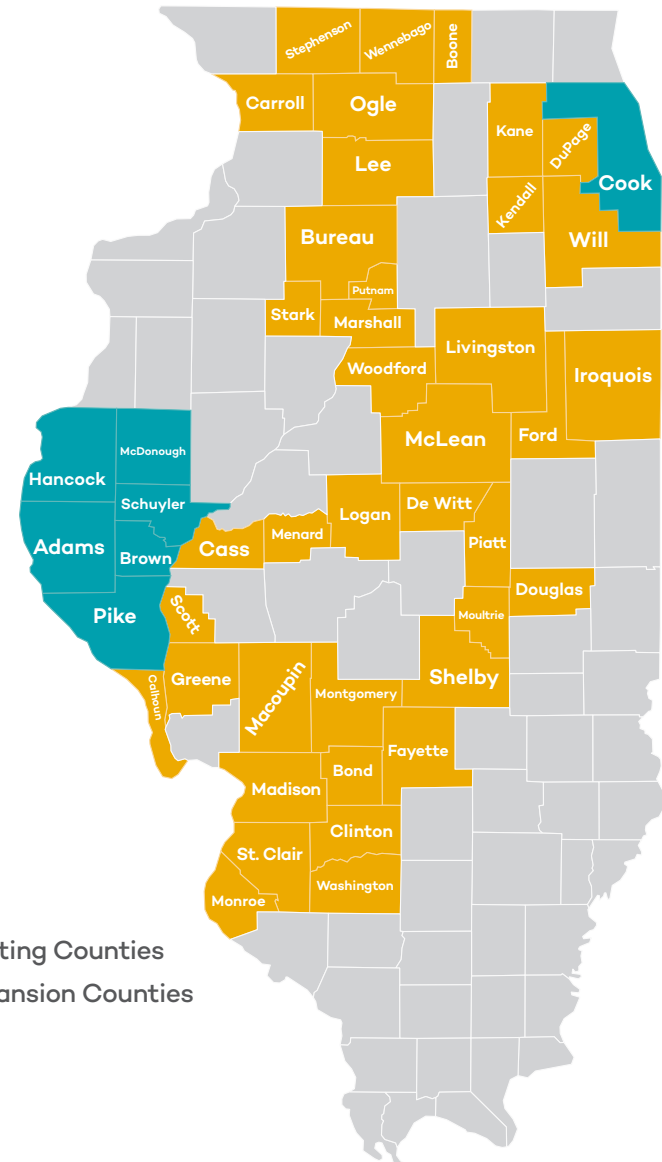 Stephenson
Wennebago
Boone
Carroll
Ogle
Kane
DuPage
Lee
Cook
Kendall
Bureau
Will
Putnam
Stark
Marshall
Livingston
Woodford
Iroquois
McLean
Ford
McDonough
Hancock
Schuyler
De Witt
Logan
Menard
Piatt
Adams
Cass
Brown
Douglas
Scott
Pike
Moultrie
Shelby
Greene
Calhoun
Macoupin
Montgomery
Fayette
Bond
Madison
Clinton
St. Clair
Washington
Monroe
ting Counties
ansion Counties